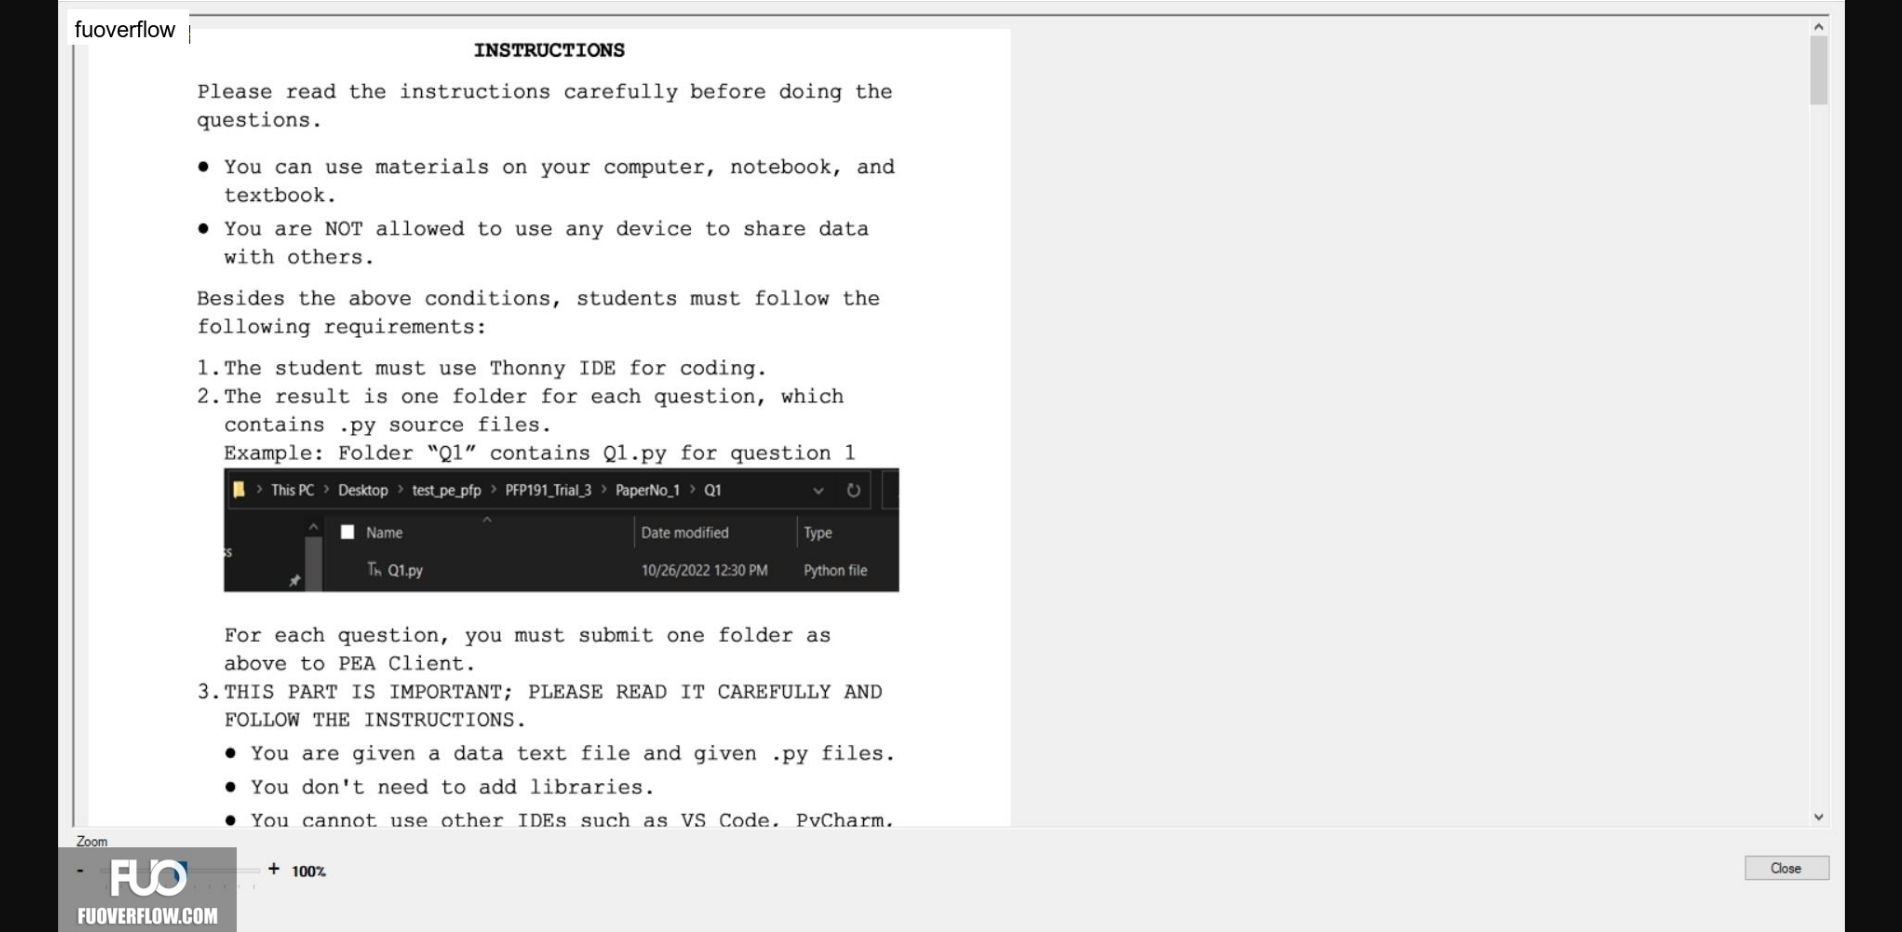 fuoverflow
INSTRUCTIONS
Please read the instructions carefully before doing the
questions.
● You can use materials on your computer, notebook, and
textbook.
● You are NOT allowed to use any device to share data
with others.
Besides the above conditions, students must follow the
following requirements:
1.The student must use Thonny IDE for coding.
2.The result is one folder for each question, which
contains .py source files.
Example: Folder “Q1” contains Q1.py for question 1
This PC > Desktop > test_pe_pfp > PFP191_Trial_3 > PaperNo_1 > Q1
Name Date modified Type
ss
Q1.py 10/26/2022 12:30 PM Python file
For each question, you must submit one folder as
above to PEA Client.
3.THIS PART IS IMPORTANT; PLEASE READ IT CAREFULLY AND
FOLLOW THE INSTRUCTIONS.
● You are given a data text file and given .py files.
● You don't need to add libraries.
● You cannot use other IDEs such as VS Code, PyCharm,
Zoom
- + 100%
Close
FUO
FUOVERFLOW.COM